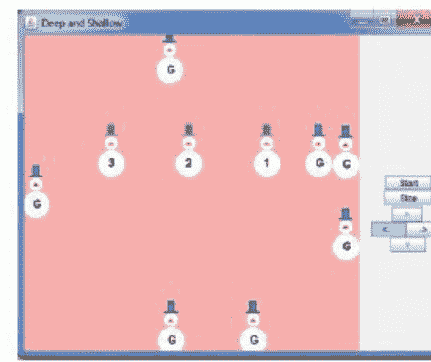 Deep and Shallow
G
3 2 1 G G
G
G
G G
Start
Stop